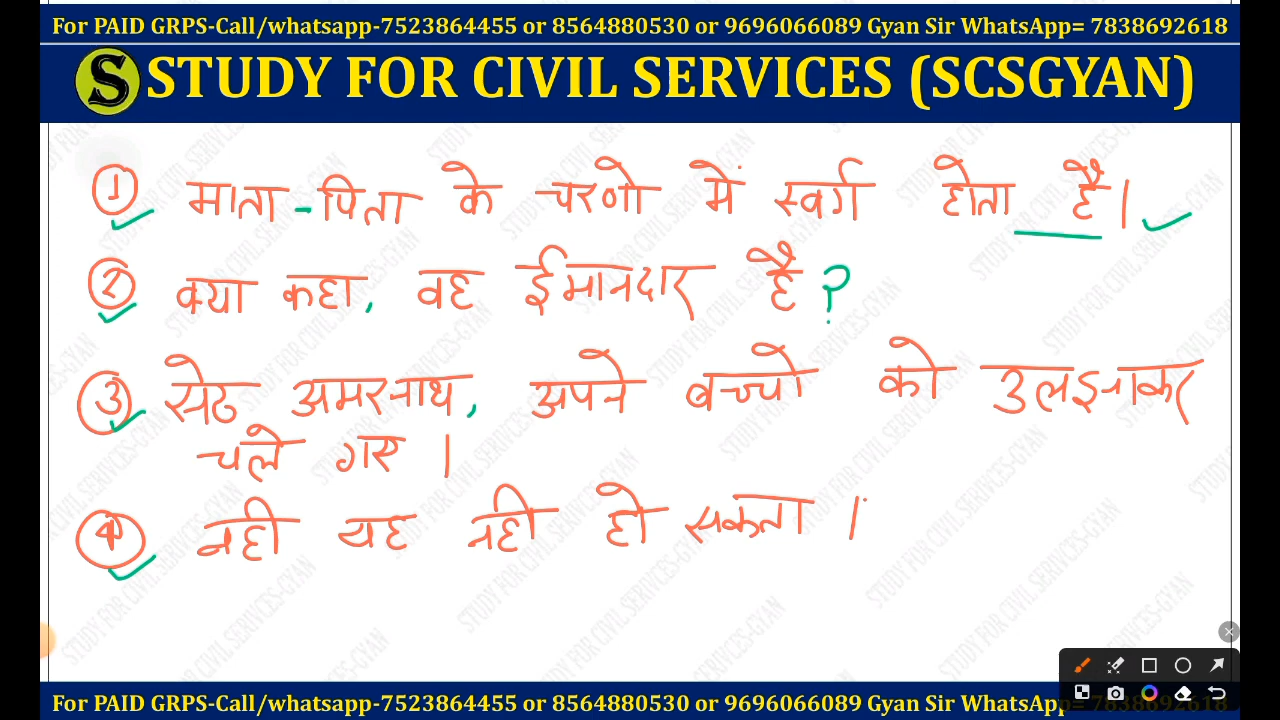 For PAID GRPS-Call/whatsapp-7523864455 or 8564880530 or 9696066089 Gyan Sir WhatsApp= 7838692618
S STUDY FOR CIVIL SERVICES (SCSGYAN)
① माता-पिता के चरणो में स्वर्ग होता है।
② क्या कहा, वह ईमानदार है?
③ सेठ अमरनाथ, अपने बच्चो को उलइनाकर
चले गए ।
④ नही यह नही हो सकता ।
For PAID GRPS-Call/whatsapp-7523864455 or 8564880530 or 9696066089 Gyan Sir WhatsApp= 7838692618